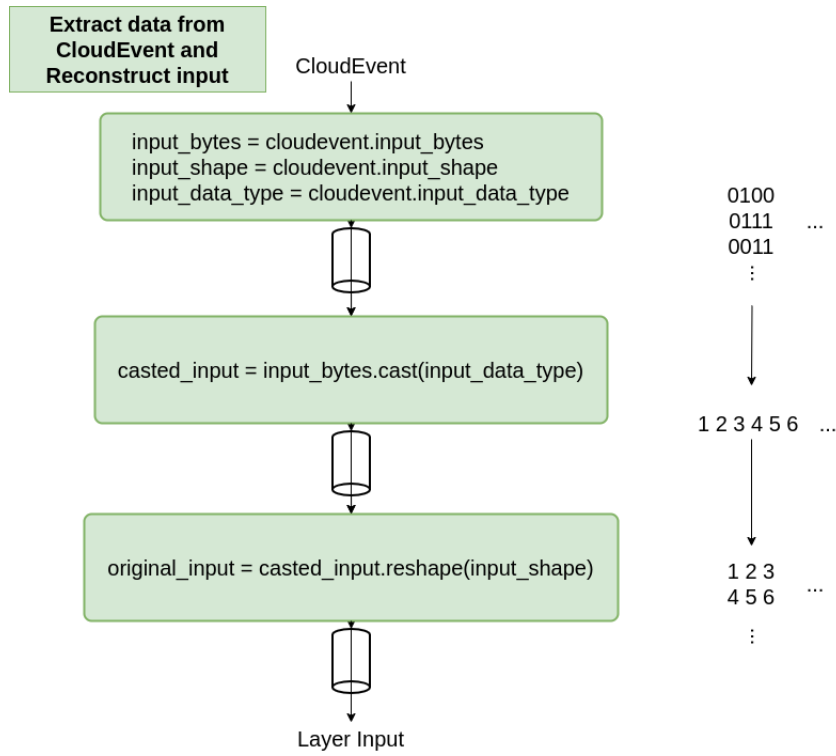 Extract data from
CloudEvent and
Reconstruct input
CloudEvent
input_bytes = cloudevent.input_bytes
input_shape = cloudevent.input_shape
input_data_type = cloudevent.input_data_type
0100
0111 ...
0011
⋮
casted_input = input_bytes.cast(input_data_type)
1 2 3 4 5 6 ...
original_input = casted_input.reshape(input_shape)
1 2 3
4 5 6 ...
⋮
Layer Input